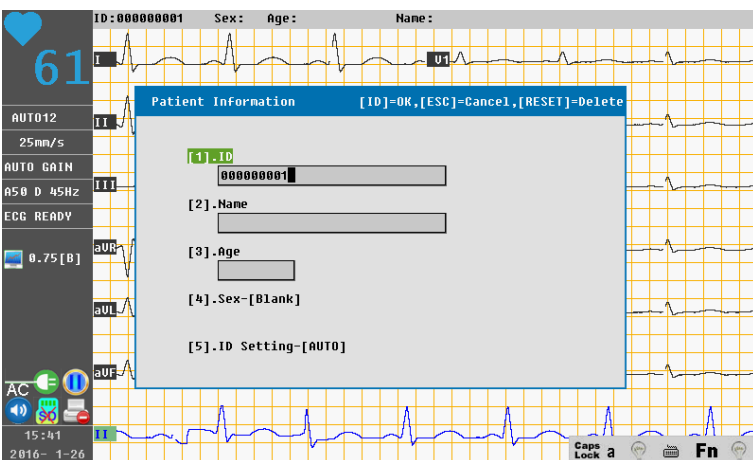 ID:000000001 Sex: Age: Name:
61
AUTO12
25mm/s
AUTO GAIN
A50 D 45Hz
ECG READY
0.75[B]
AC
SD
15:41
2016- 1-26
I
V1
II
III
aVR
aVL
aVF
II
Patient Information [ID]=OK,[ESC]=Cancel,[RESET]=Delete
[1].ID
000000001
[2].Name
[3].Age
[4].Sex-[Blank]
[5].ID Setting-[AUTO]
Caps
Lock a Fn